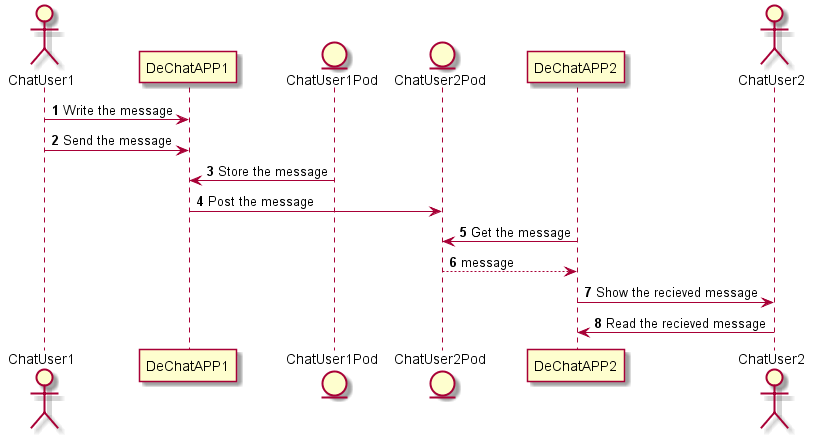 ChatUser1
DeChatAPP1
ChatUser1Pod
ChatUser2Pod
DeChatAPP2
ChatUser2
1 Write the message
2 Send the message
3 Store the message
4 Post the message
5 Get the message
6 message
7 Show the recieved message
8 Read the recieved message
ChatUser1
DeChatAPP1
ChatUser1Pod
ChatUser2Pod
DeChatAPP2
ChatUser2